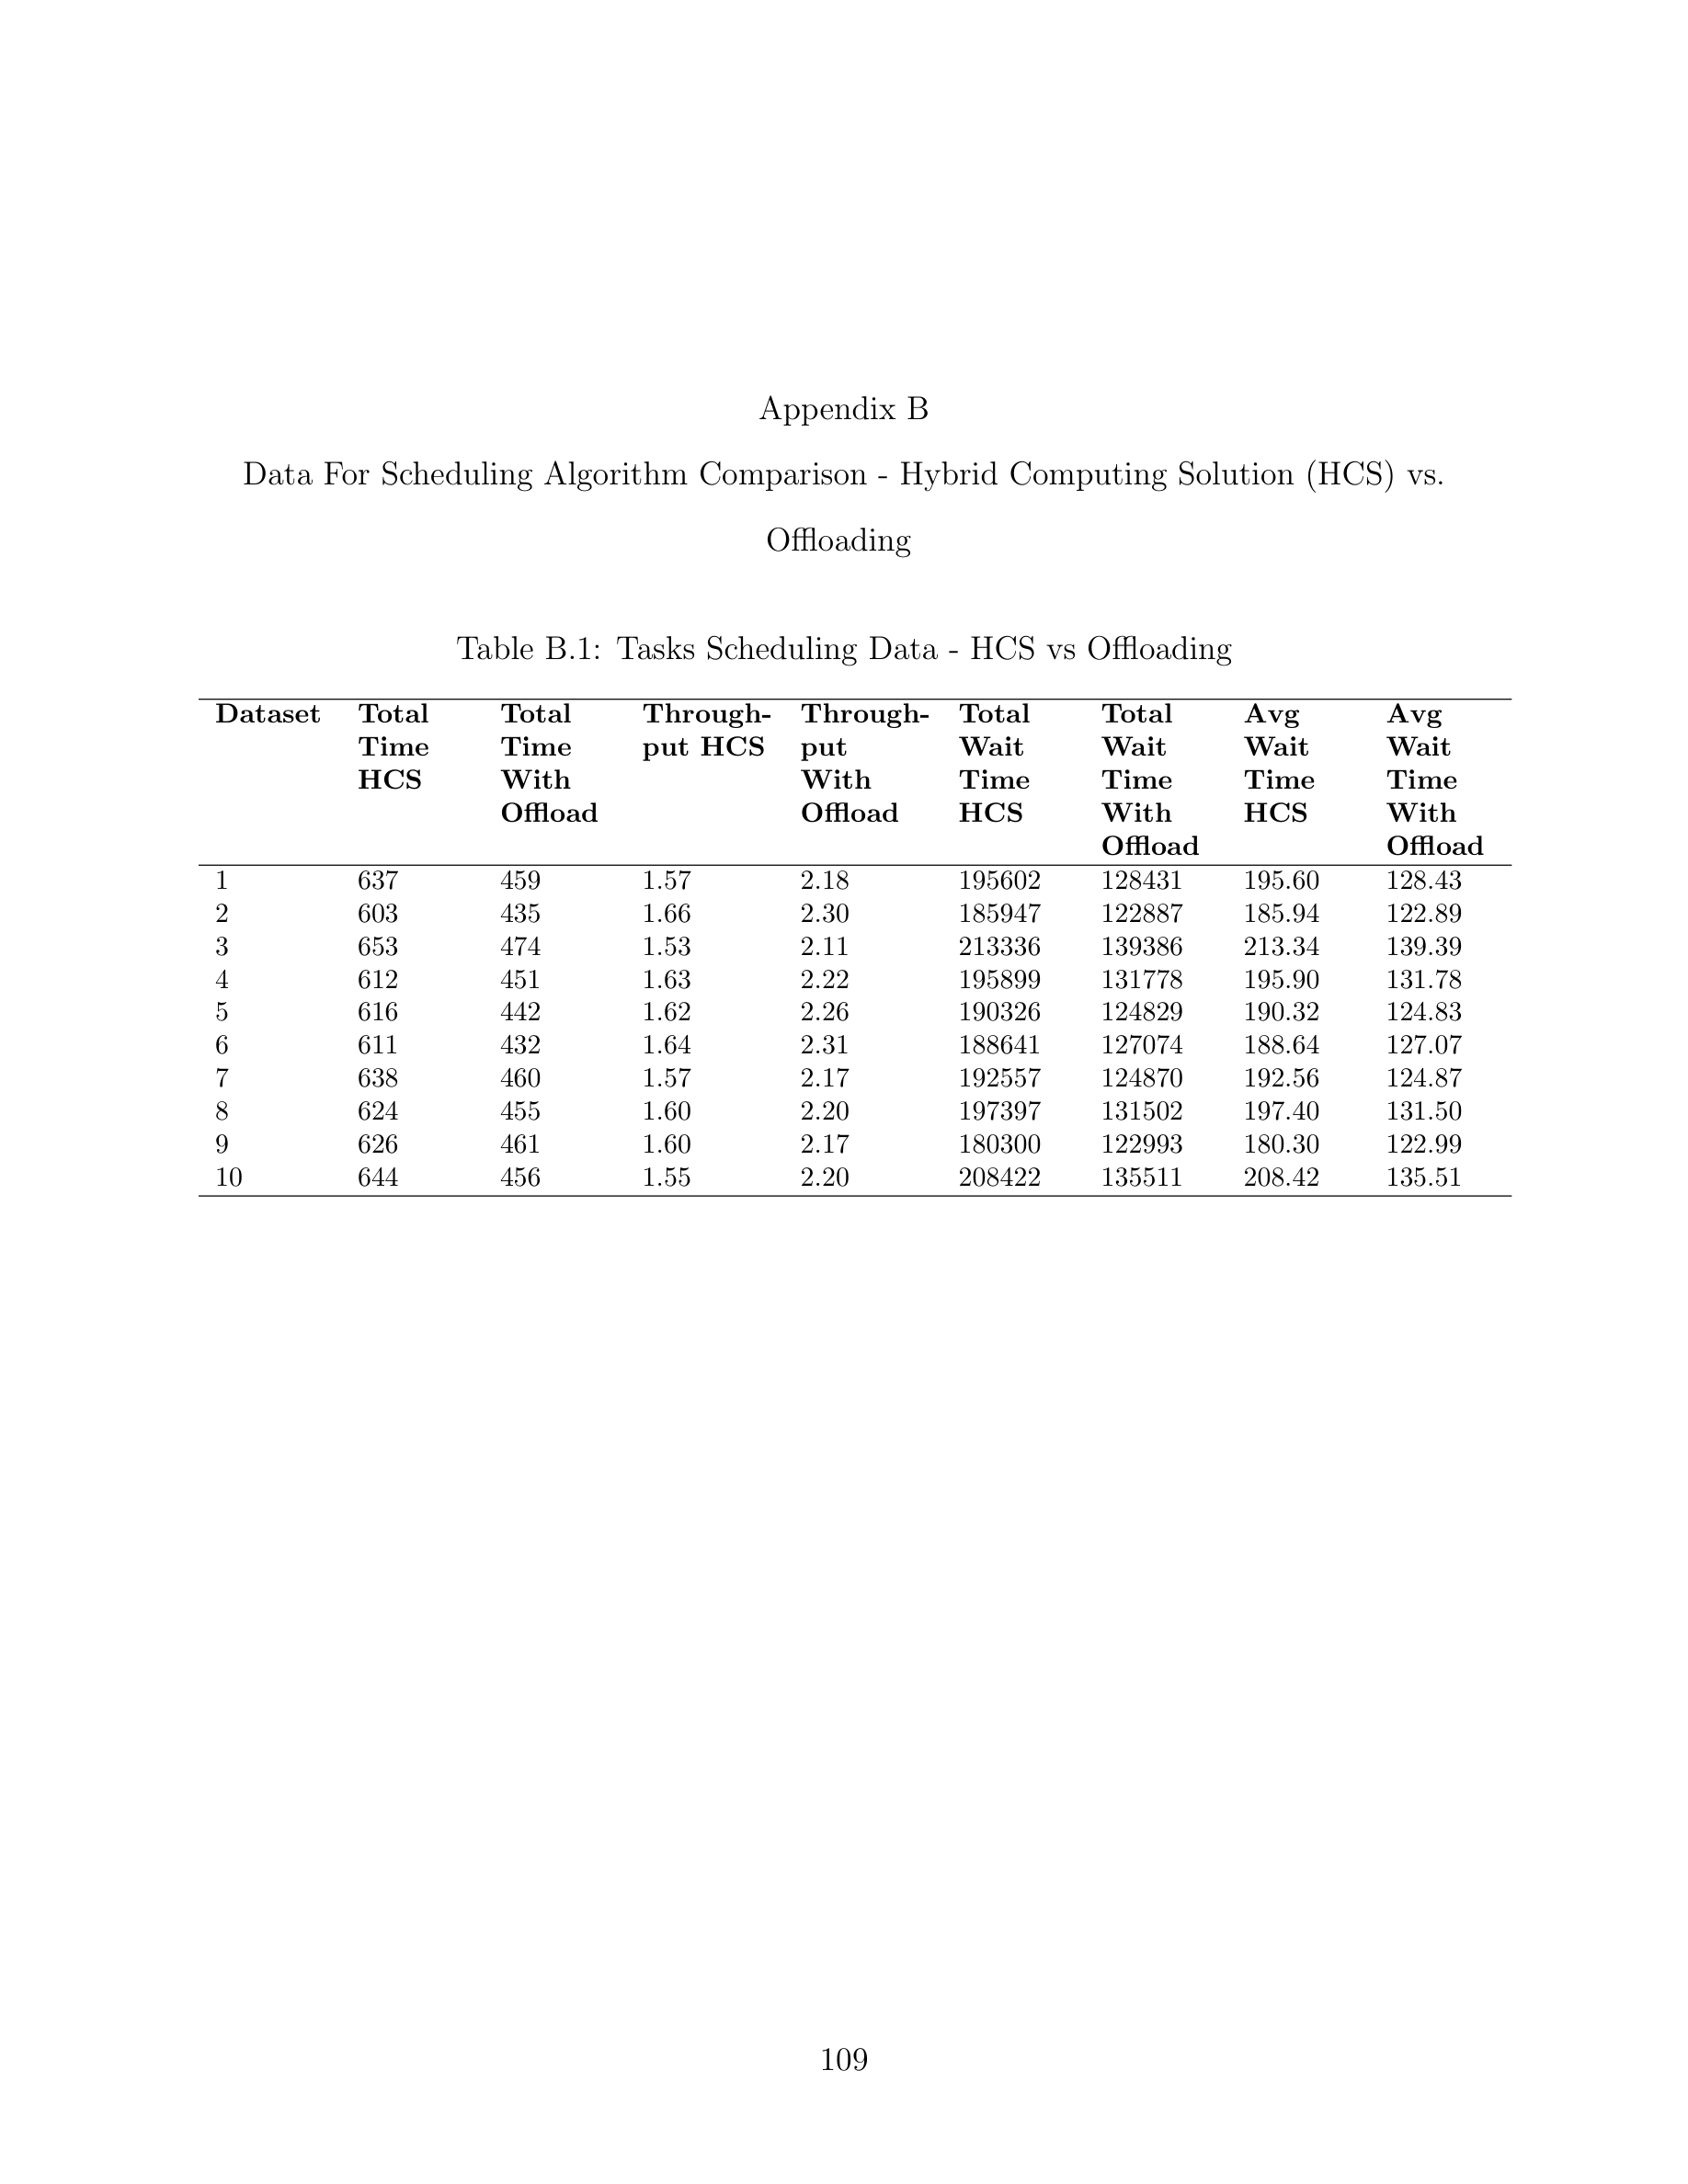 Appendix B
Data For Scheduling Algorithm Comparison - Hybrid Computing Solution (HCS) vs.
Offloading
Table B.1: Tasks Scheduling Data - HCS vs Offloading
Dataset Total Total Through- Through- Total Total Avg Avg
Time Time put HCS put Wait Wait Wait Wait
HCS With With Time Time Time Time
Offload Offload HCS With HCS With
Offload Offload
1 637 459 1.57 2.18 195602 128431 195.60 128.43
2 603 435 1.66 2.30 185947 122887 185.94 122.89
3 653 474 1.53 2.11 213336 139386 213.34 139.39
4 612 451 1.63 2.22 195899 131778 195.90 131.78
5 616 442 1.62 2.26 190326 124829 190.32 124.83
6 611 432 1.64 2.31 188641 127074 188.64 127.07
7 638 460 1.57 2.17 192557 124870 192.56 124.87
8 624 455 1.60 2.20 197397 131502 197.40 131.50
9 626 461 1.60 2.17 180300 122993 180.30 122.99
10 644 456 1.55 2.20 208422 135511 208.42 135.51
109